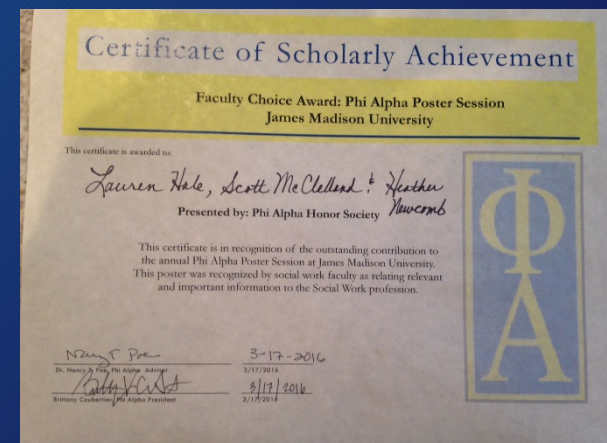 Certificate of Scholarly Achievement
Faculty Choice Award: Phi Alpha Poster Session
James Madison University
This certificate is awarded to:
Lauren Hale, Scott McClelland & Heather
Newcomb
Presented by: Phi Alpha Honor Society
This certificate is in recognition of the outstanding contribution to
the annual Phi Alpha Poster Session at James Madison University.
This poster was recognized by social work faculty as relating relevant
and important information to the Social Work profession.
ΦΑ
Nancy T Poe 3-17-2016
Dr. Nancy Poe, Phi Alpha Adviser 3/17/2016
3/17/2016
Brittany Phi Alpha President 3/17/2016